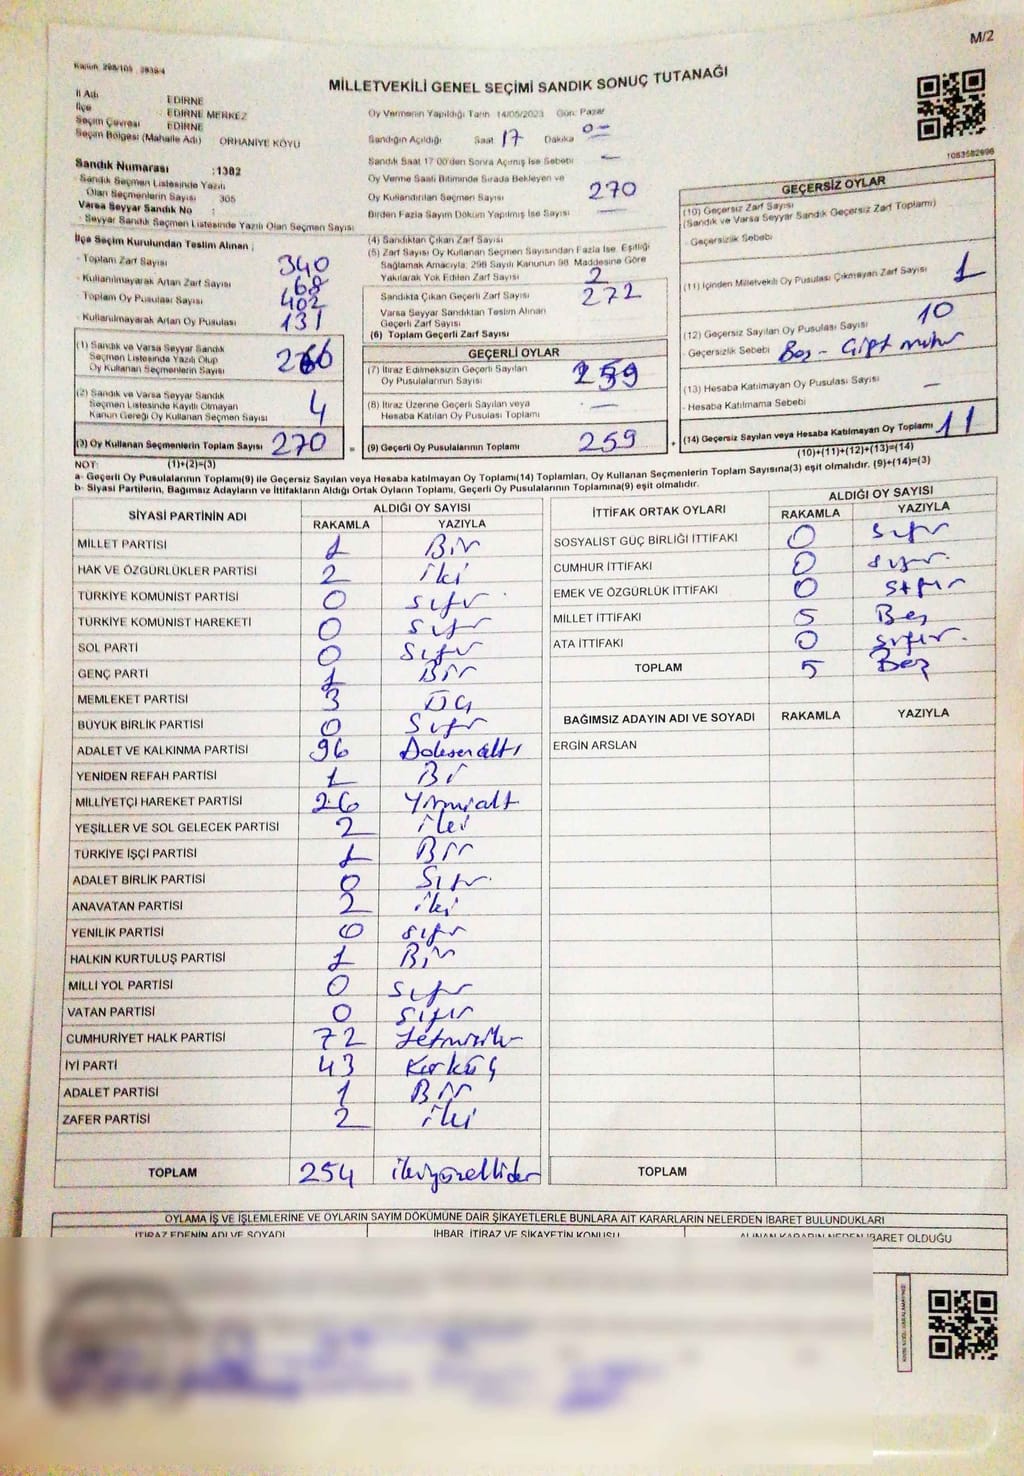 M/2
MİLLETVEKİLİ GENEL SEÇİMİ SANDIK SONUÇ TUTANAĞI
İl Adı : EDİRNE
İlçe : EDİRNE MERKEZ
Seçim Çevresi : EDİRNE
Seçim Bölgesi (Mahalle Adı) ORHANİYE KÖYÜ
Oy Vermenin Yapıldığı Tarih 14/05/2023 Gün: Pazar
Sandığın Açıldığı Saat 17 Dakika 0
Sandık Saat 17.00'den Sonra Açılmış İse Sebebi —
Oy Verme Saati Bitiminde Sırada Bekleyen ve
Oy Kullandırılan Seçmen Sayısı 270
Birden Fazla Sayım Döküm Yapılmış İse Sayısı —
1083582696
Sandık Numarası :1382
Sandık Seçmen Listesinde Yazılı
Olan Seçmenlerin Sayısı : 305
Varsa Seyyar Sandık No :
Seyyar Sandık Seçmen Listesinde Yazılı Olan Seçmen Sayısı
İlçe Seçim Kurulundan Teslim Alınan ;
- Toplam Zarf Sayısı 340
- Kullanılmayarak Artan Zarf Sayısı 68
- Toplam Oy Pusulası Sayısı 402
- Kullanılmayarak Artan Oy Pusulası 131
(1) Sandık ve Varsa Seyyar Sandık
Seçmen Listesinde Yazılı Olup
Oy Kullanan Seçmenlerin Sayısı 266
(2) Sandık ve Varsa Seyyar Sandık
Seçmen Listesinde Kayıtlı Olmayan
Kanun Gereği Oy Kullanan Seçmen Sayısı 4
(3) Oy Kullanan Seçmenlerin Toplam Sayısı 270
(1)+(2)=(3)
(4) Sandıktan Çıkan Zarf Sayısı
(5) Zarf Sayısı Oy Kullanan Seçmen Sayısından Fazla İse, Eşitliği
Sağlamak Amacıyla, 298 Sayılı Kanunun 98. Maddesine Göre
Yakılarak Yok Edilen Zarf Sayısı 2
Sandıkta Çıkan Geçerli Zarf Sayısı 272
Varsa Seyyar Sandıktan Teslim Alınan
Geçerli Zarf Sayısı
(6) Toplam Geçerli Zarf Sayısı
GEÇERLİ OYLAR
(7) İtiraz Edilmeksizin Geçerli Sayılan
Oy Pusulalarının Sayısı 259
(8) İtiraz Üzerine Geçerli Sayılan veya
Hesaba Katılan Oy Pusulası Toplamı —
(9) Geçerli Oy Pusulalarının Toplamı 259
GEÇERSİZ OYLAR
(10) Geçersiz Zarf Sayısı
(Sandık ve Varsa Seyyar Sandık Geçersiz Zarf Toplamı)
- Geçersizlik Sebebi
(11) İçinden Milletvekili Oy Pusulası Çıkmayan Zarf Sayısı 1
(12) Geçersiz Sayılan Oy Pusulası Sayısı 10
Geçersizlik Sebebi Boş - Çift mühür
(13) Hesaba Katılmayan Oy Pusulası Sayısı —
- Hesaba Katılmama Sebebi
(14) Geçersiz Sayılan veya Hesaba Katılmayan Oy Toplamı 11
(10)+(11)+(12)+(13)=(14)
NOT:
a- Geçerli Oy Pusulalarının Toplamı(9) ile Geçersiz Sayılan veya Hesaba Katılmayan Oy Toplamı(14) Toplamları, Oy Kullanan Seçmenlerin Toplam Sayısına(3) eşit olmalıdır. (9)+(14)=(3)
b- Siyasi Partilerin, Bağımsız Adayların ve İttifakların Aldığı Ortak Oyların Toplamı, Geçerli Oy Pusulalarının Toplamına(9) eşit olmalıdır.
SİYASİ PARTİNİN ADI ALDIĞI OY SAYISI
RAKAMLA YAZIYLA
MİLLET PARTİSİ 1 Bir
HAK VE ÖZGÜRLÜKLER PARTİSİ 2 iki
TÜRKİYE KOMÜNİST PARTİSİ 0 sıfır
TÜRKİYE KOMÜNİST HAREKETİ 0 sıfır
SOL PARTİ 0 Sıfır
GENÇ PARTİ 1 Bir
MEMLEKET PARTİSİ 3 Üç
BÜYÜK BİRLİK PARTİSİ 0 Sıfır
ADALET VE KALKINMA PARTİSİ 96 Doksanaltı
YENİDEN REFAH PARTİSİ 1 Bir
MİLLİYETÇİ HAREKET PARTİSİ 26 Yirmialtı
YEŞİLLER VE SOL GELECEK PARTİSİ 2 iki
TÜRKİYE İŞÇİ PARTİSİ 1 Bir
ADALET BİRLİK PARTİSİ 0 Sıfır
ANAVATAN PARTİSİ 2 iki
YENİLİK PARTİSİ 0 sıfır
HALKIN KURTULUŞ PARTİSİ 1 Bir
MİLLİ YOL PARTİSİ 0 sıfır
VATAN PARTİSİ 0 sıfır
CUMHURİYET HALK PARTİSİ 72 Yetmişiki
İYİ PARTİ 43 Kırküç
ADALET PARTİSİ 1 Bir
ZAFER PARTİSİ 2 iki
TOPLAM 254 ikiyüzellidört
İTTİFAK ORTAK OYLARI ALDIĞI OY SAYISI
RAKAMLA YAZIYLA
SOSYALİST GÜÇ BİRLİĞİ İTTİFAKI 0 sıfır
CUMHUR İTTİFAKI 0 sıfır
EMEK VE ÖZGÜRLÜK İTTİFAKI 0 sıfır
MİLLET İTTİFAKI 5 Beş
ATA İTTİFAKI 0 sıfır
TOPLAM 5 Beş
BAĞIMSIZ ADAYIN ADI VE SOYADI RAKAMLA YAZIYLA
ERGİN ARSLAN
TOPLAM
OYLAMA İŞ VE İŞLEMLERİNE VE OYLARIN SAYIM DÖKÜMÜNE DAİR ŞİKAYETLERLE BUNLARA AİT KARARLARIN NELERDEN İBARET BULUNDUKLARI
İTİRAZ EDENİN ADI VE SOYADI İHBAR, İTİRAZ VE ŞİKAYETİN KONUSU ALINAN KARARIN NEDEN İBARET OLDUĞU